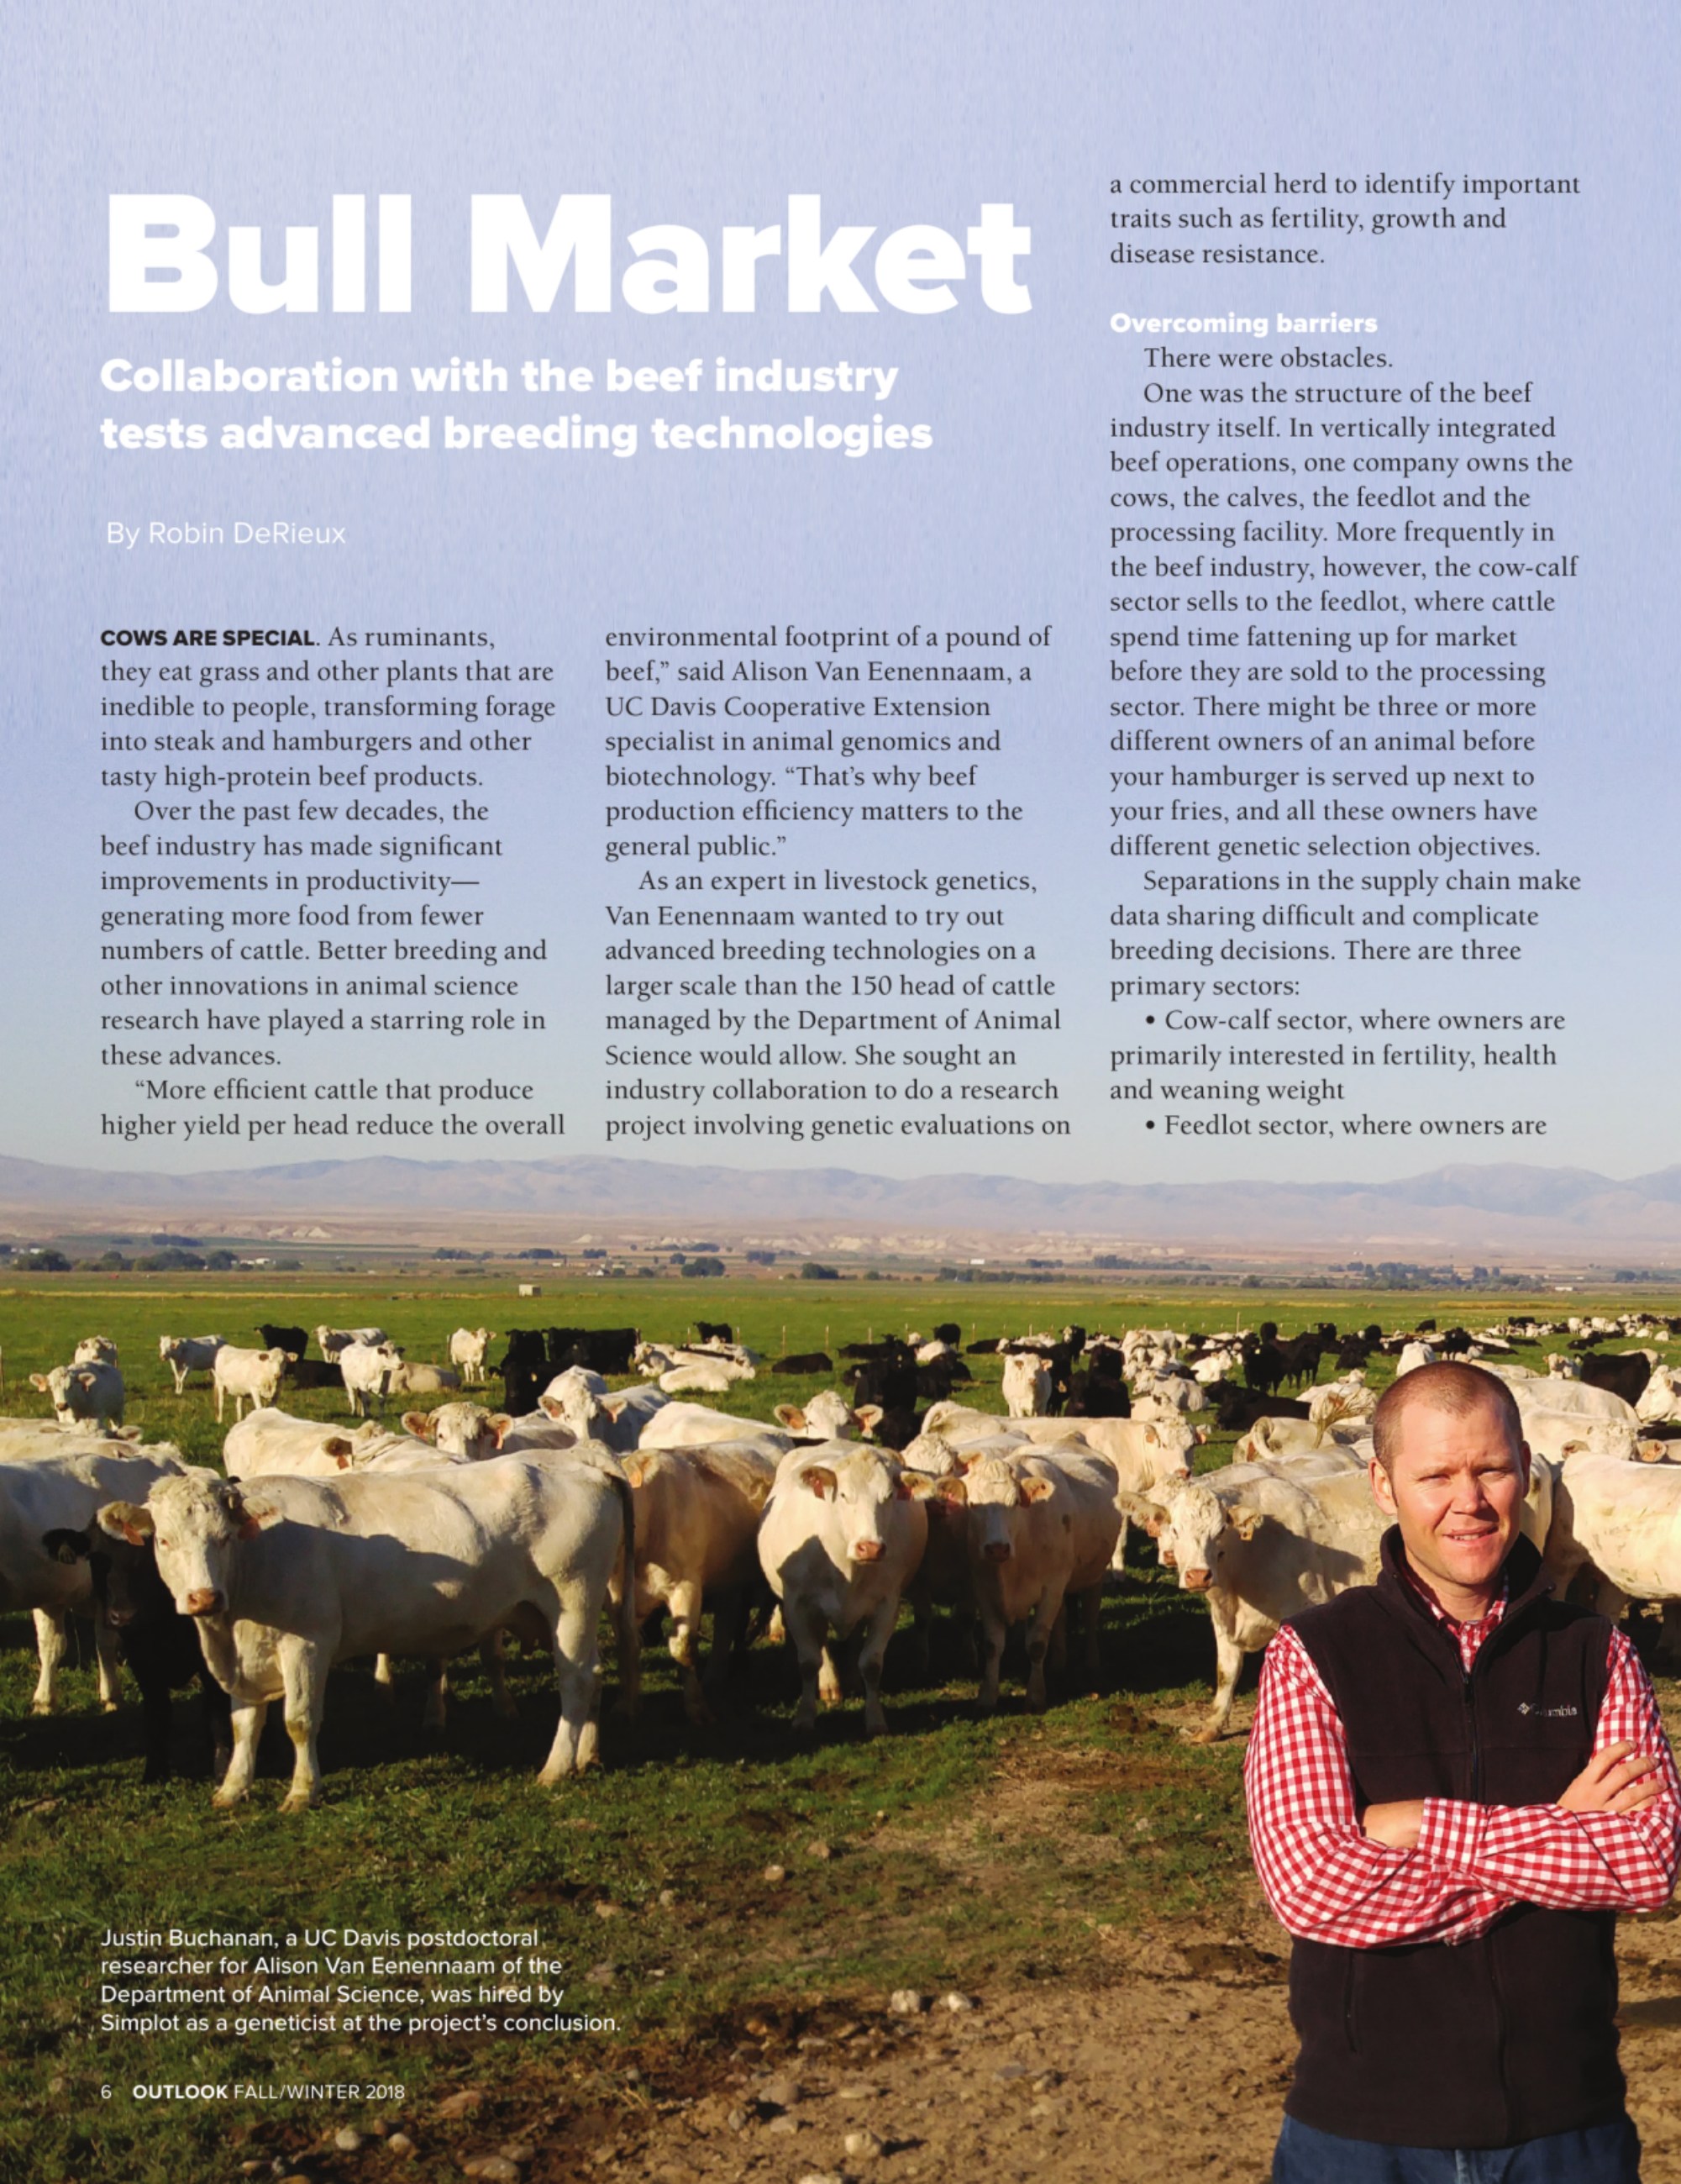 Bull Market
Collaboration with the beef industry
tests advanced breeding technologies
By Robin DeRieux
COWS ARE SPECIAL. As ruminants,
they eat grass and other plants that are
inedible to people, transforming forage
into steak and hamburgers and other
tasty high-protein beef products.
Over the past few decades, the
beef industry has made significant
improvements in productivity—
generating more food from fewer
numbers of cattle. Better breeding and
other innovations in animal science
research have played a starring role in
these advances.
“More efficient cattle that produce
higher yield per head reduce the overall
environmental footprint of a pound of
beef,” said Alison Van Eenennaam, a
UC Davis Cooperative Extension
specialist in animal genomics and
biotechnology. “That’s why beef
production efficiency matters to the
general public.”
As an expert in livestock genetics,
Van Eenennaam wanted to try out
advanced breeding technologies on a
larger scale than the 150 head of cattle
managed by the Department of Animal
Science would allow. She sought an
industry collaboration to do a research
project involving genetic evaluations on
a commercial herd to identify important
traits such as fertility, growth and
disease resistance.
Overcoming barriers
There were obstacles.
One was the structure of the beef
industry itself. In vertically integrated
beef operations, one company owns the
cows, the calves, the feedlot and the
processing facility. More frequently in
the beef industry, however, the cow-calf
sector sells to the feedlot, where cattle
spend time fattening up for market
before they are sold to the processing
sector. There might be three or more
different owners of an animal before
your hamburger is served up next to
your fries, and all these owners have
different genetic selection objectives.
Separations in the supply chain make
data sharing difficult and complicate
breeding decisions. There are three
primary sectors:
• Cow-calf sector, where owners are
primarily interested in fertility, health
and weaning weight
• Feedlot sector, where owners are
Justin Buchanan, a UC Davis postdoctoral
researcher for Alison Van Eenennaam of the
Department of Animal Science, was hired by
Simplot as a geneticist at the project’s conclusion.
6 OUTLOOK FALL/WINTER 2018